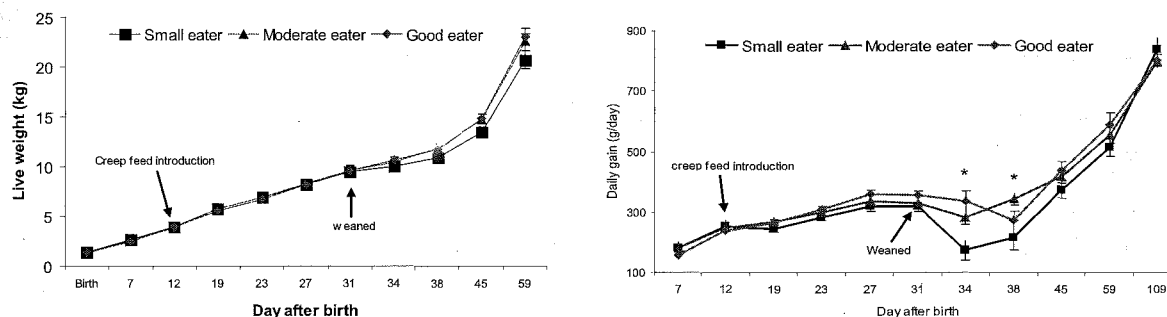 25
20
15
10
5
0
Live weight (kg)
Small eater Moderate eater Good eater
Creep feed introduction
weaned
Birth 7 12 19 23 27 31 34 38 45 59
Day after birth
900
700
500
300
100
Daily gain (g/day)
Small eater Moderate eater Good eater
creep feed introduction
Weaned
* *
7 12 19 23 27 31 34 38 45 59 109
Day after birth